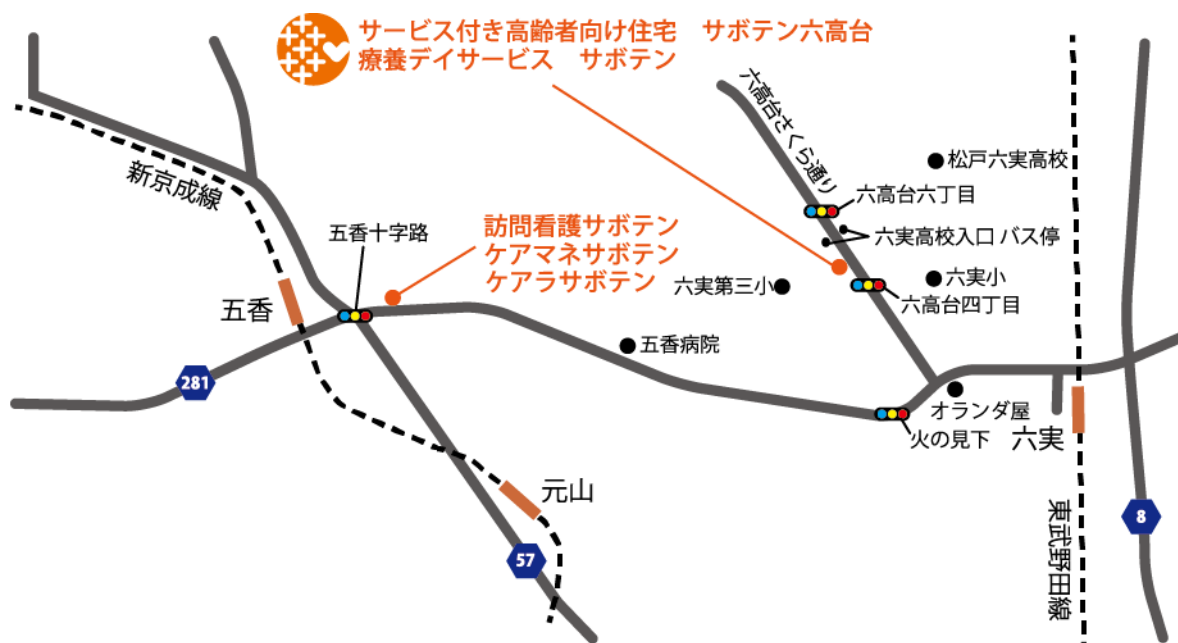 サービス付き高齢者向け住宅　サボテン六高台
療養デイサービス　サボテン
六高台さくら通り
松戸六実高校
新京成線
六高台六丁目
五香十字路
訪問看護サボテン
ケアマネサボテン
ケアラサボテン
六実高校入口 バス停
六実第三小
六実小
六高台四丁目
五香
五香病院
281
オランダ屋
火の見下
六実
元山
東武野田線
8
57